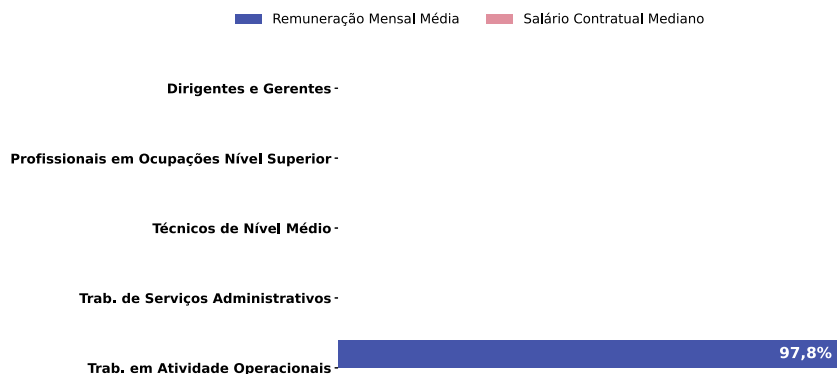 Remuneração Mensal Média Salário Contratual Mediano
Dirigentes e Gerentes
Profissionais em Ocupações Nível Superior
Técnicos de Nível Médio
Trab. de Serviços Administrativos
97,8%
Trab. em Atividade Operacionais